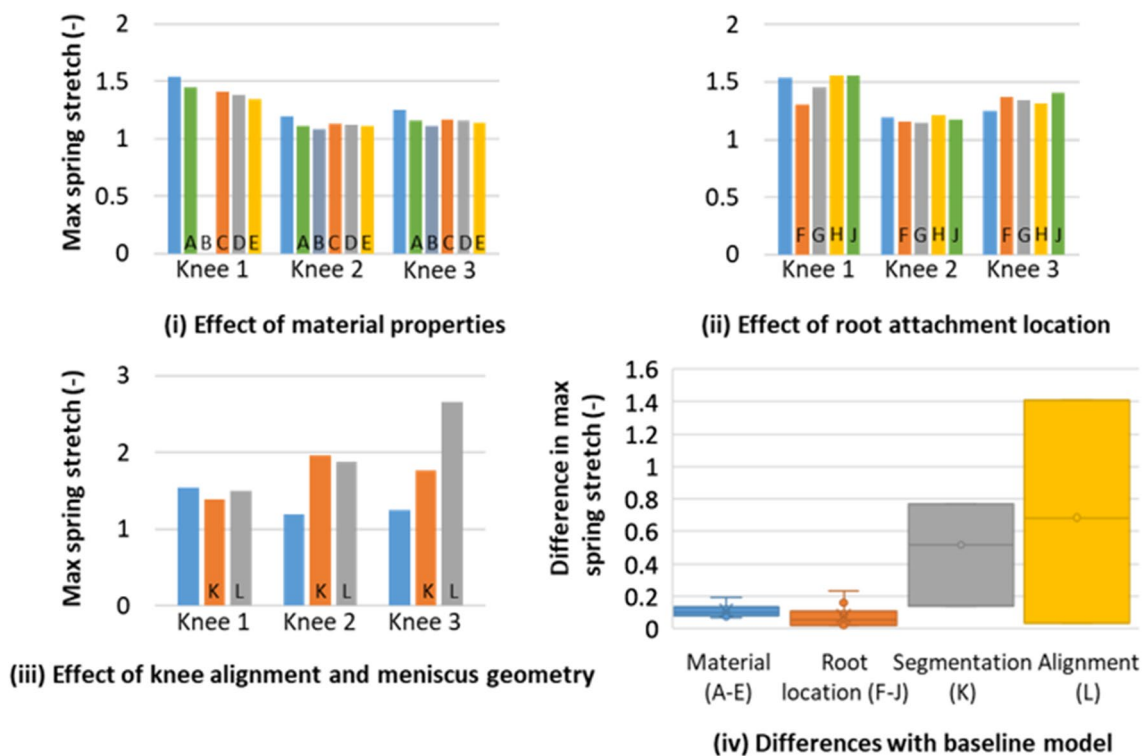 Max spring stretch (-)
2
1.5
1
0.5
0
A B C D E
A B C D E
A B C D E
Knee 1 Knee 2 Knee 3
(i) Effect of material properties
2
1.5
1
0.5
0
F G H J
F G H J
F G H J
Knee 1 Knee 2 Knee 3
(ii) Effect of root attachment location
Max spring stretch (-)
3
2
1
0
K L
K L
K L
Knee 1 Knee 2 Knee 3
(iii) Effect of knee alignment and meniscus geometry
Difference in max
spring stretch (-)
1.6
1.4
1.2
1
0.8
0.6
0.4
0.2
0
Material Root Segmentation Alignment
(A-E) location (F-J) (K) (L)
(iv) Differences with baseline model